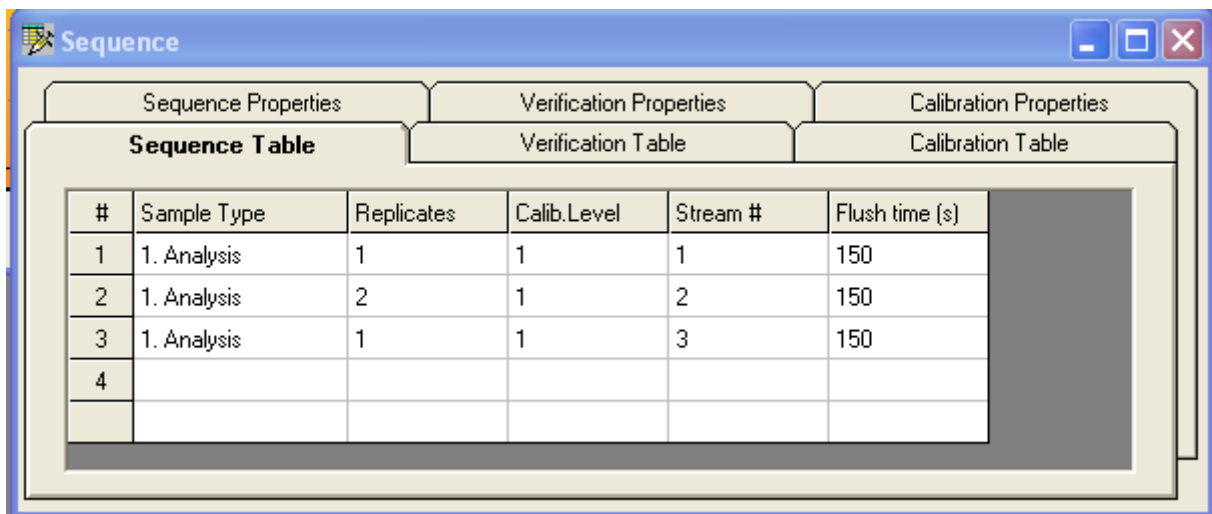 Sequence
Sequence Properties Verification Properties Calibration Properties
Sequence Table Verification Table Calibration Table
# Sample Type Replicates Calib.Level Stream # Flush time (s)
1 1. Analysis 1 1 1 150
2 1. Analysis 2 1 2 150
3 1. Analysis 1 1 3 150
4